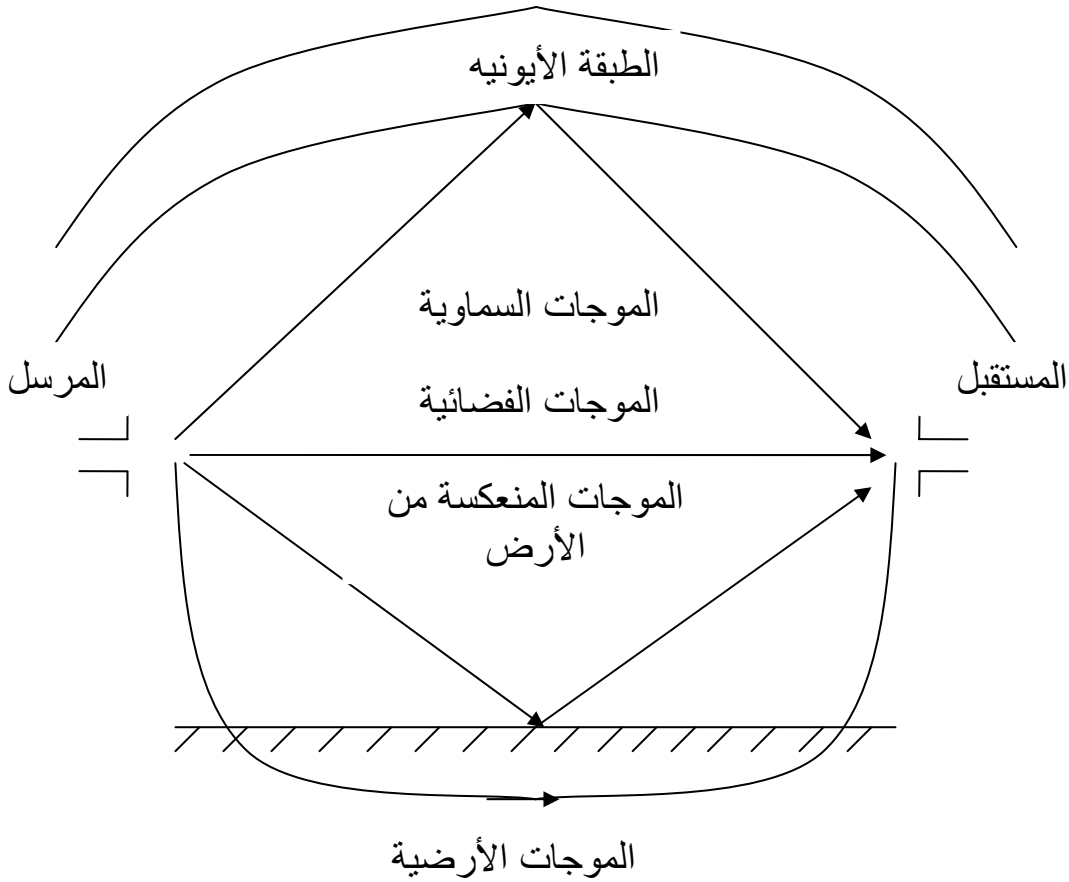 الطبقة الأيونيه
الموجات السماوية
المرسل
المستقبل
الموجات الفضائية
الموجات المنعكسة من
الأرض
الموجات الأرضية